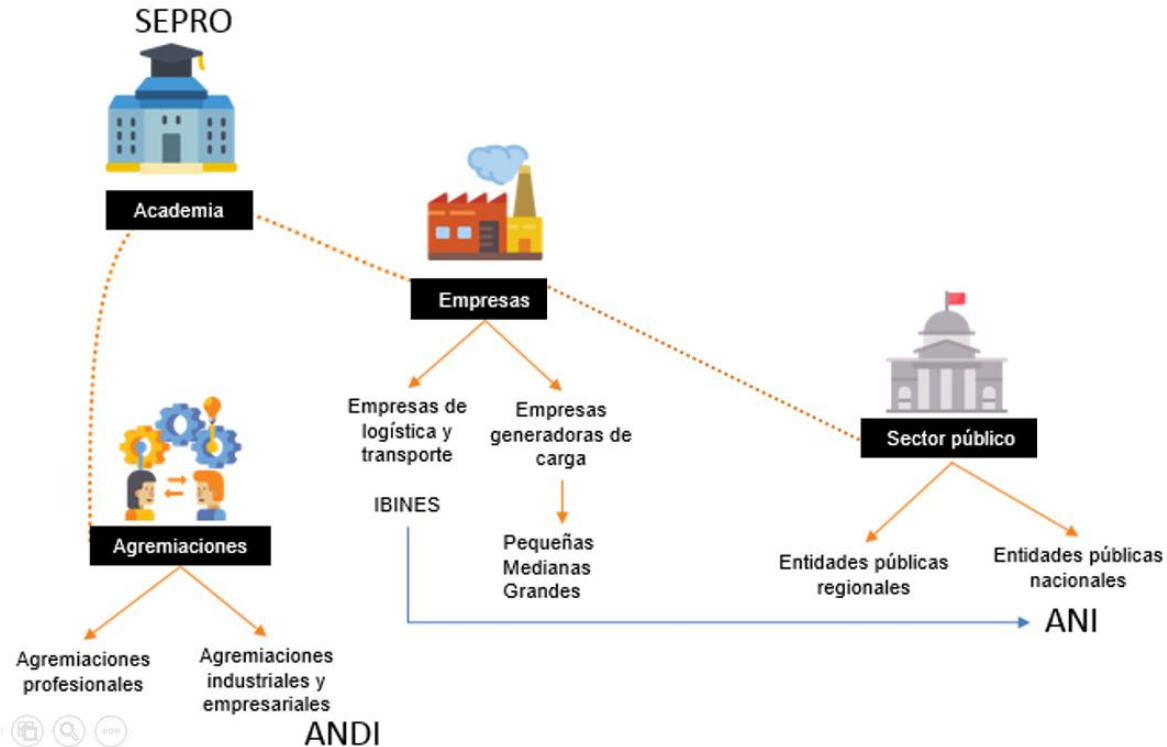 SEPRO
Academia
Empresas
Sector público
Agremiaciones
Empresas de
logística y
transporte
IBINES
Empresas
generadoras de
carga
Pequeñas
Medianas
Grandes
Entidades públicas
regionales
Entidades públicas
nacionales
ANI
Agremiaciones
profesionales
Agremiaciones
industriales y
empresariales
ANDI